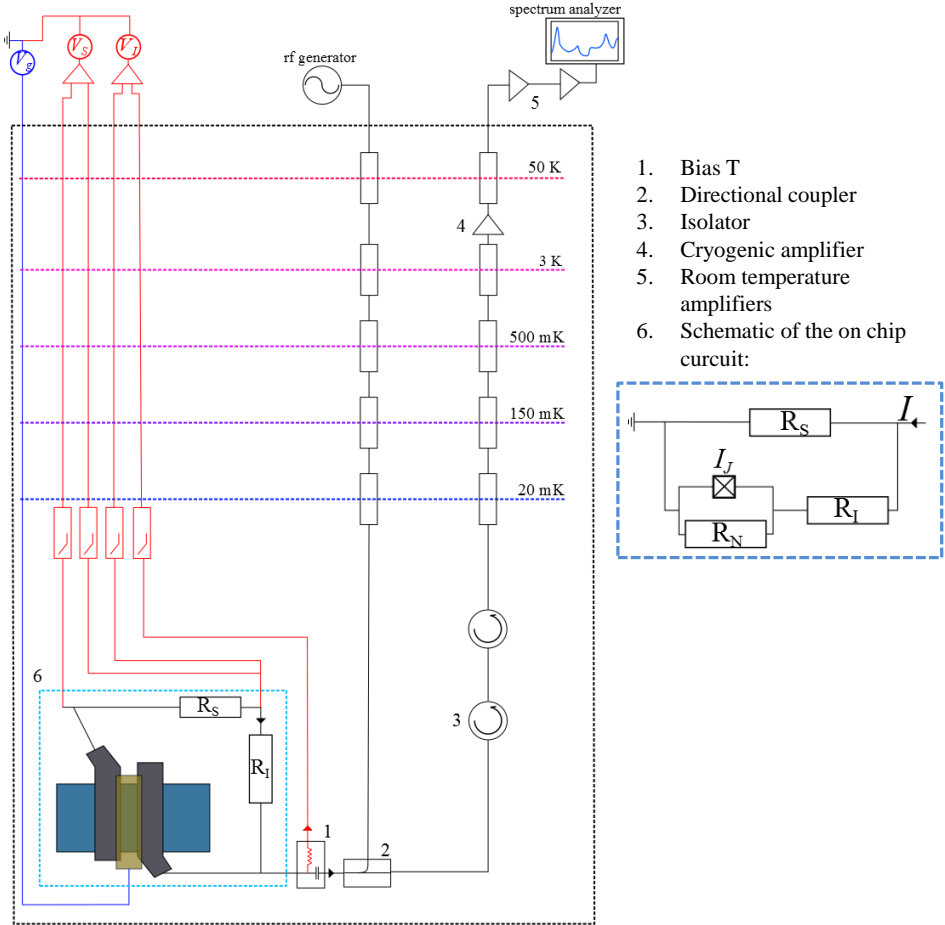 spectrum analyzer
V_S
V_I
V_g
rf generator
5
50 K
4
3 K
500 mK
150 mK
20 mK
6
R_S
3
R_I
1
2
1. Bias T
2. Directional coupler
3. Isolator
4. Cryogenic amplifier
5. Room temperature
amplifiers
6. Schematic of the on chip
curcuit:
I
R_S
I_J
R_I
R_N